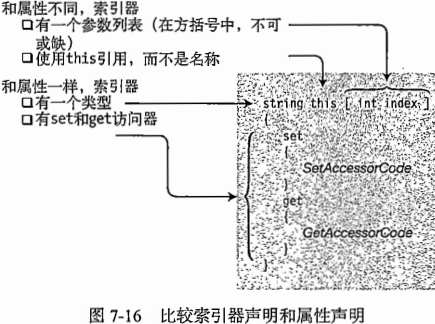 和属性不同，索引器
□有一个参数列表（在方括号中，不可
或缺）
□使用this引用，而不是名称
和属性一样，索引器
□有一个类型
□有set和get访问器
string this [ int index ]
{
set
{
SetAccessorCode
}
get
{
GetAccessorCode
}
}
图 7-16 比较索引器声明和属性声明